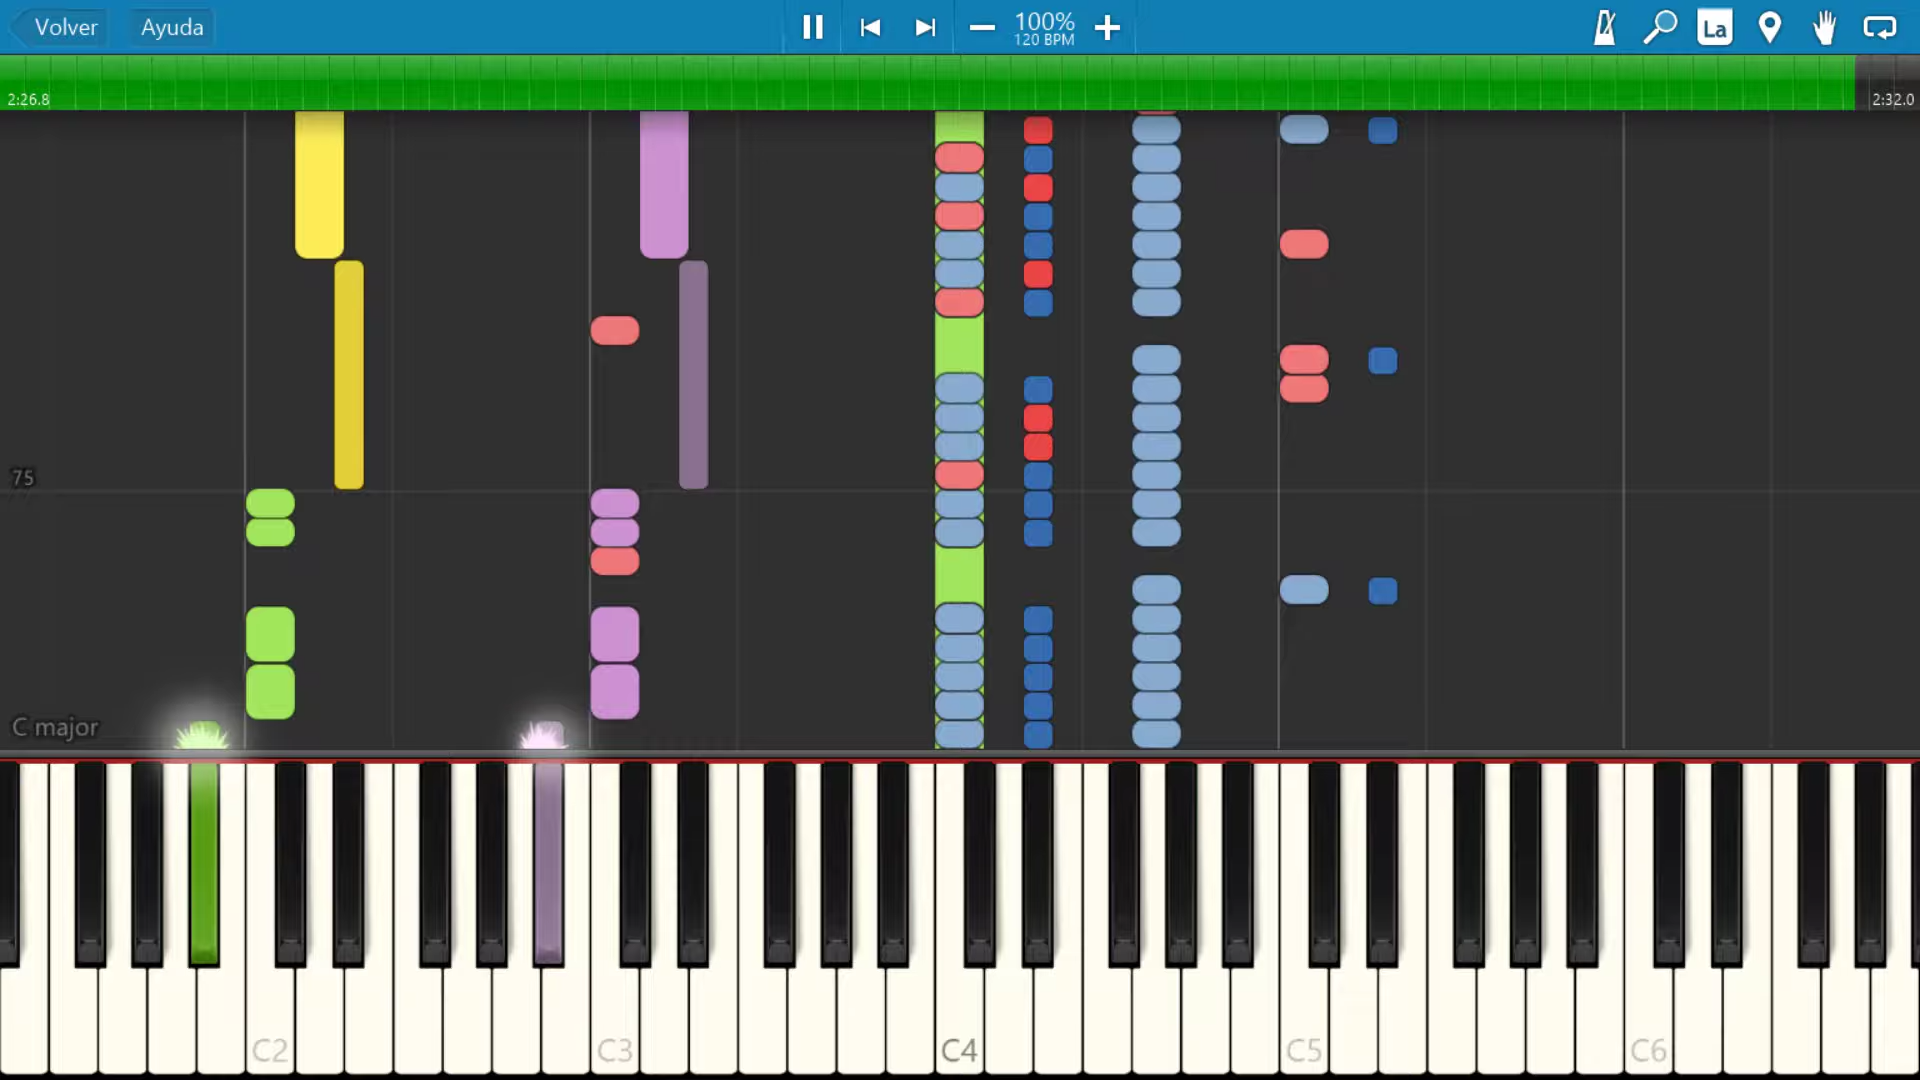 Volver
Ayuda
100%
120 BPM
La
2:26.8
2:32.0
75
C major
C2
C3
C4
C5
C6